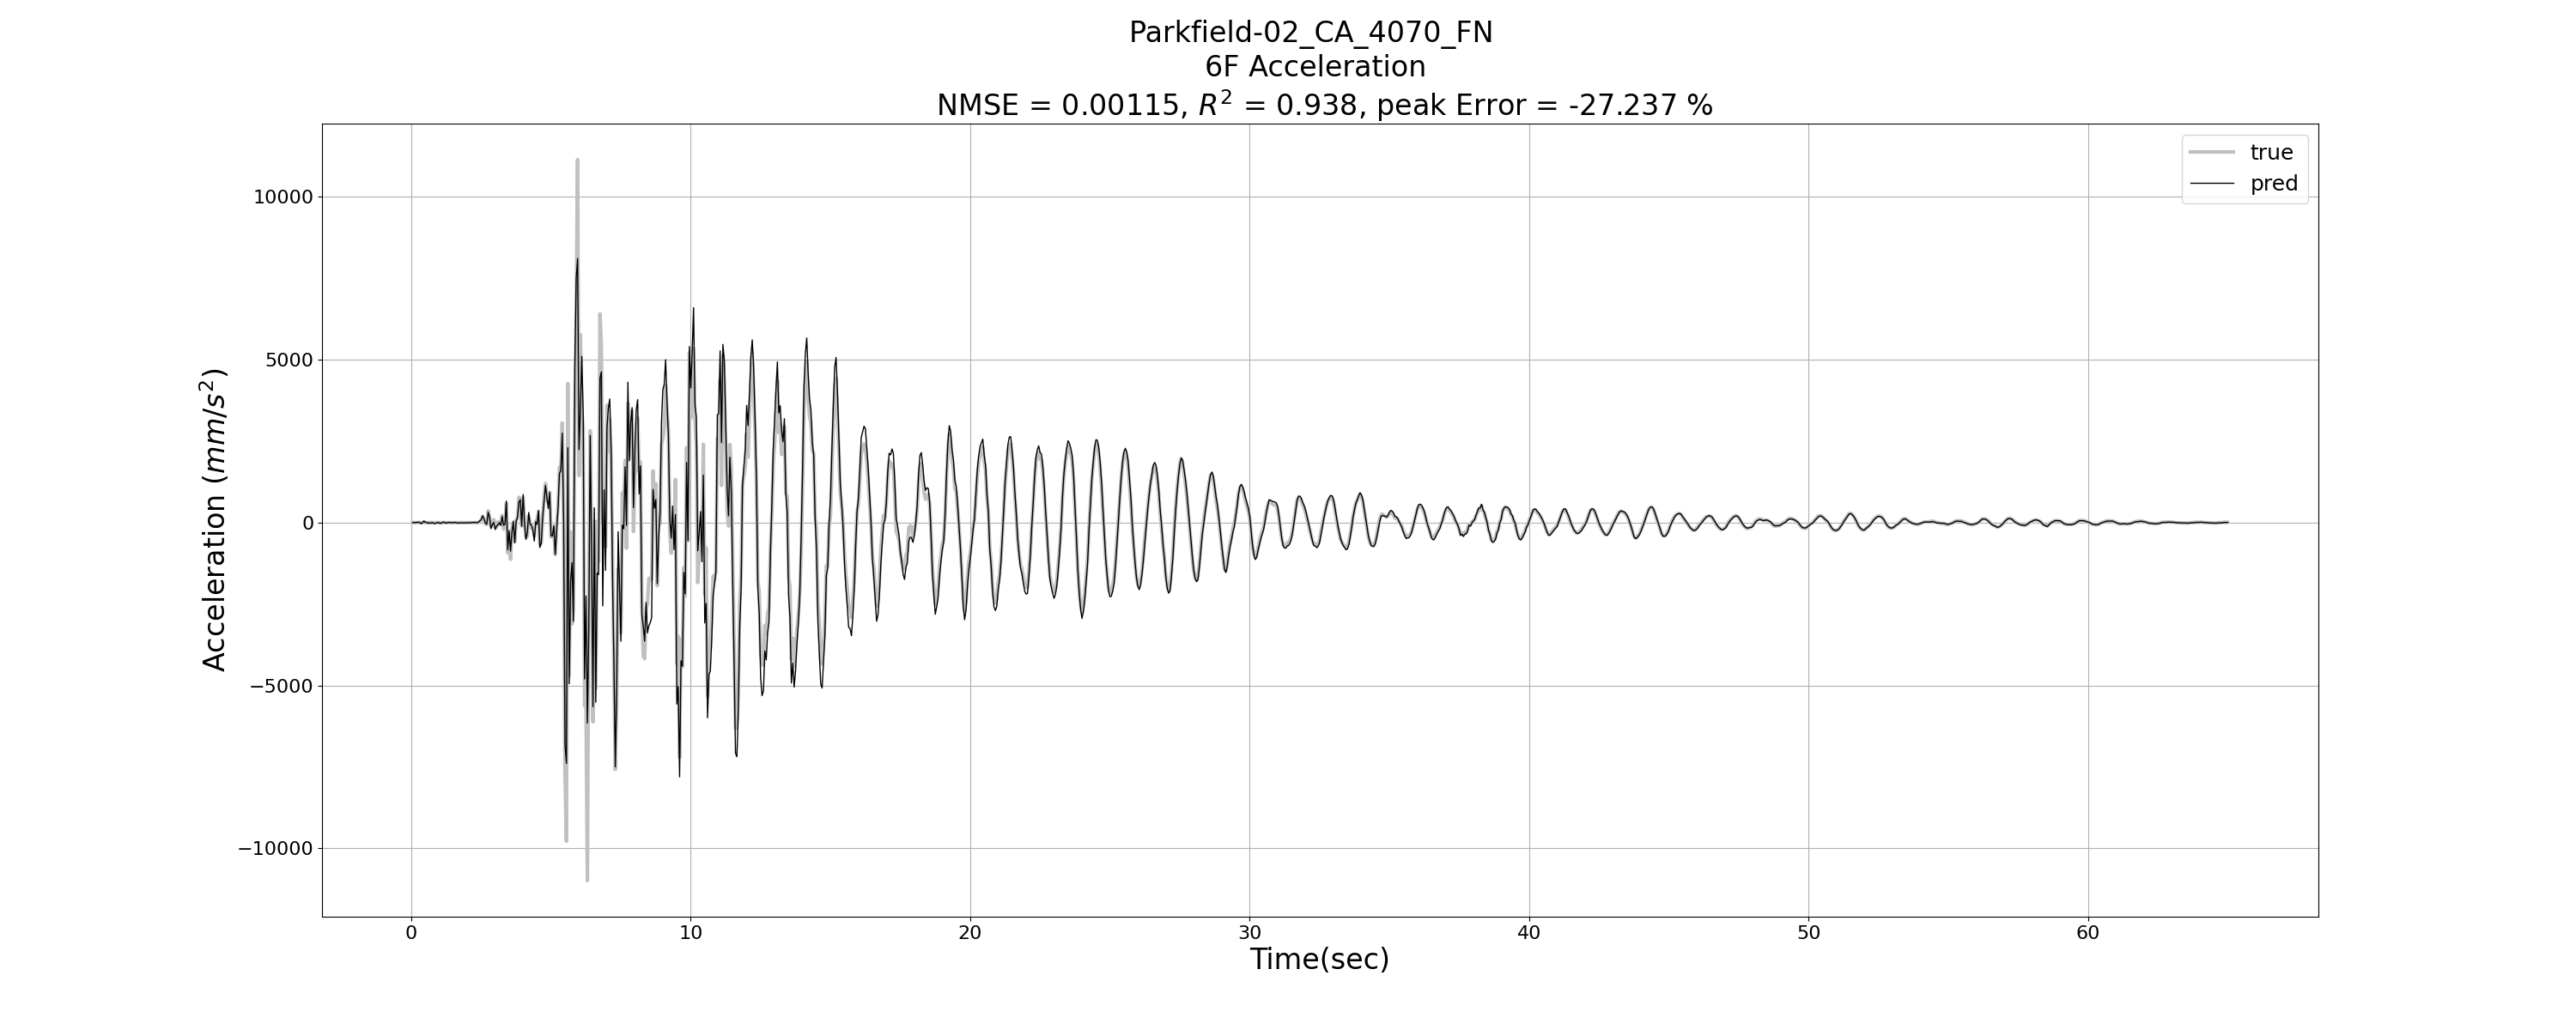 Parkfield-02_CA_4070_FN
6F Acceleration
NMSE = 0.00115, R² = 0.938, peak Error = -27.237 %
true
pred
10000
5000
0
−5000
−10000
Acceleration (mm/s²)
0 10 20 30 40 50 60
Time(sec)